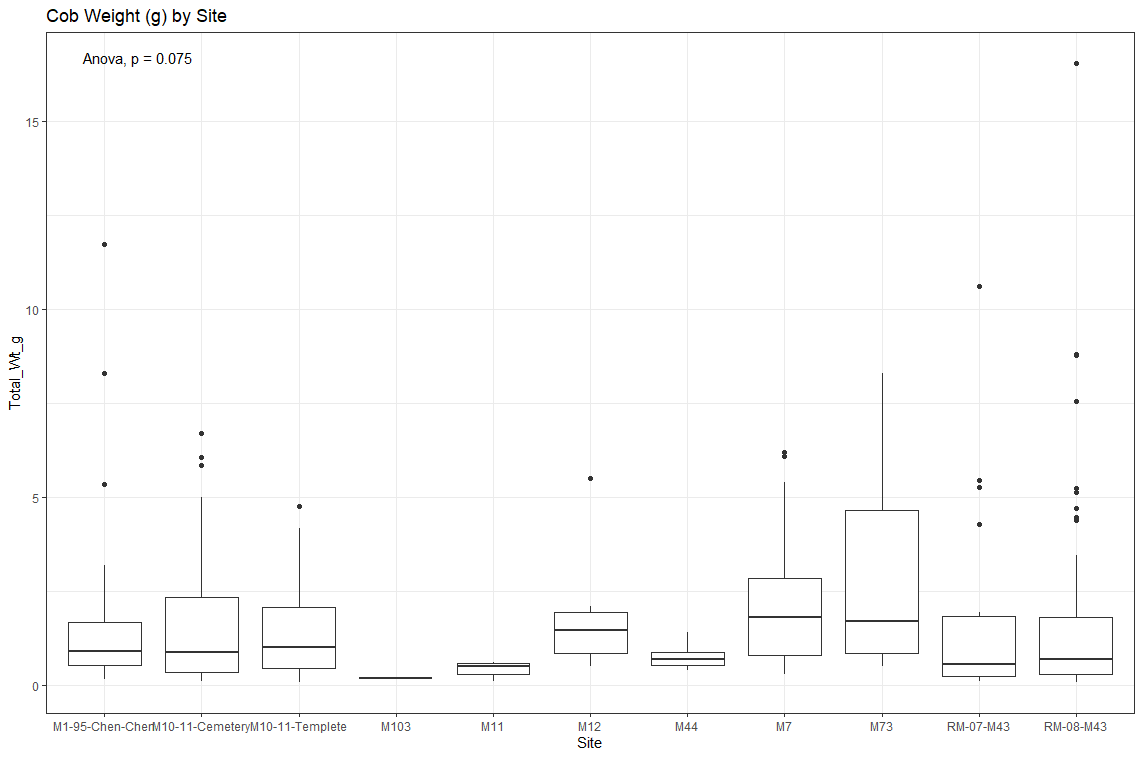 Cob Weight (g) by Site
Anova, p = 0.075
15
10
5
0
Total_Wt_g
M1-95-Chen-Chen M10-11-Cemetery M10-11-Templete M103 M11 M12 M44 M7 M73 RM-07-M43 RM-08-M43
Site